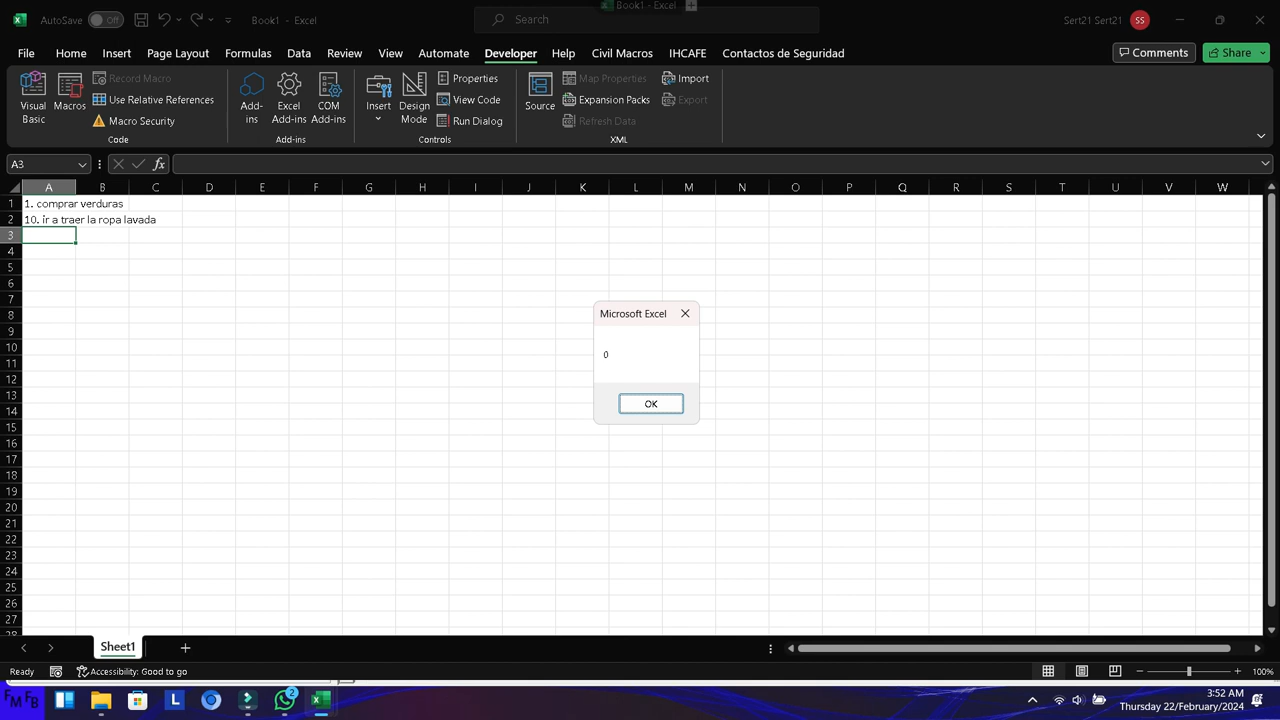 Book1 - Excel
AutoSave Off
Book1 - Excel
Search
Sert21 Sert21 SS
File Home Insert Page Layout Formulas Data Review View Automate Developer Help Civil Macros IHCAFE Contactos de Seguridad
Comments Share
Visual Basic
Macros
Record Macro
Use Relative References
Macro Security
Code
Add-ins
Excel Add-ins
COM Add-ins
Add-ins
Insert
Design Mode
Properties
View Code
Run Dialog
Controls
Source
Map Properties
Expansion Packs
Refresh Data
Import
Export
XML
A3 fx
A B C D E F G H I J K L M N O P Q R S T U V W
1 1. comprar verduras
2 10. ir a traer la ropa lavada
3
4
5
6
7
8
9
10
11
12
13
14
15
16
17
18
19
20
21
22
23
24
25
26
27
28
Microsoft Excel
0
OK
Sheet1
Ready Accessibility: Good to go 100%
FM FB
L
2
3:52 AM
Thursday 22/February/2024